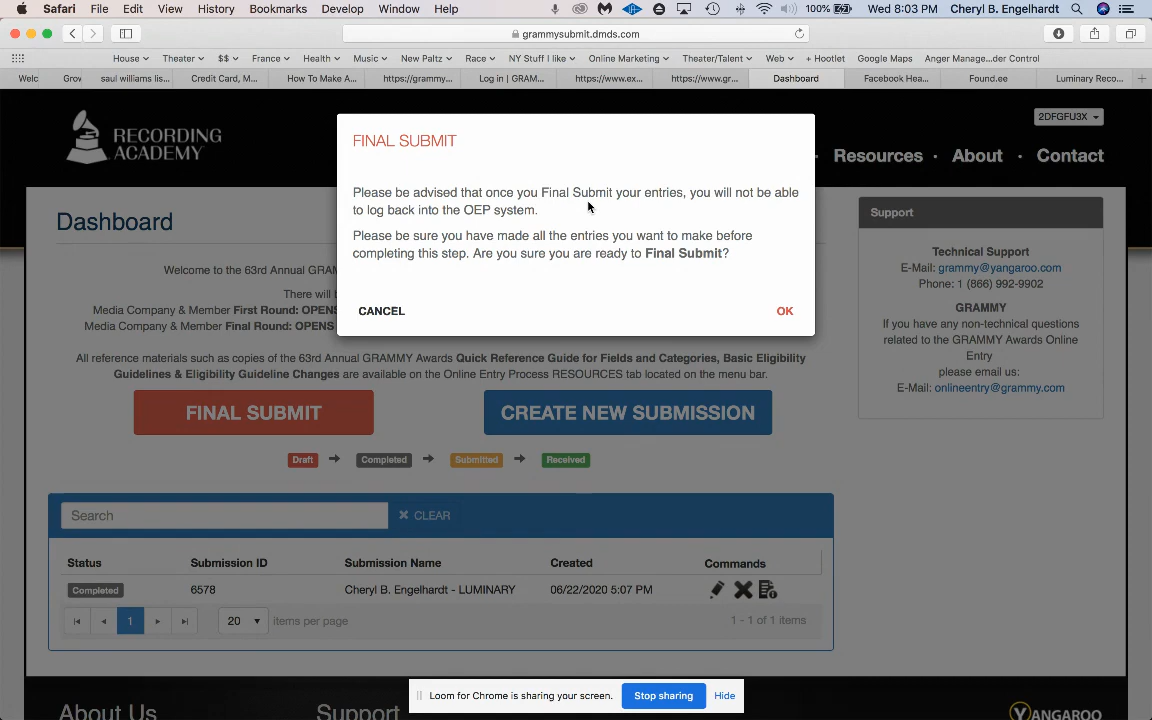 Safari File Edit View History Bookmarks Develop Window Help 100% Wed 8:03 PM Cheryl B. Engelhardt
grammysubmit.dmds.com
House Theater $$ France Health Music New Paltz Race NY Stuff I like Online Marketing Theater/Talent Web + Hootlet Google Maps Anger Manage...der Control
Welc Grov saul williams lis... Credit Card, M... How To Make A... https://grammy... Log in | GRAM... https://www.ex... https://www.gr... Dashboard Facebook Hea... Found.ee Luminary Reco...
RECORDING
ACADEMY
2DFGFU3X
Resources · About · Contact
FINAL SUBMIT
Please be advised that once you Final Submit your entries, you will not be able
to log back into the OEP system.
Please be sure you have made all the entries you want to make before
completing this step. Are you sure you are ready to Final Submit?
CANCEL OK
Dashboard
Welcome to the 63rd Annual GRA
There will b
Media Company & Member First Round: OPENS
Media Company & Member Final Round: OPENS
All reference materials such as copies of the 63rd Annual GRAMMY Awards Quick Reference Guide for Fields and Categories, Basic Eligibility
Guidelines & Eligibility Guideline Changes are available on the Online Entry Process RESOURCES tab located on the menu bar.
FINAL SUBMIT CREATE NEW SUBMISSION
Draft Completed Submitted Received
Search CLEAR
Status Submission ID Submission Name Created Commands
Completed 6578 Cheryl B. Engelhardt - LUMINARY 06/22/2020 5:07 PM
1 20 items per page 1 - 1 of 1 items
Support
Technical Support
E-Mail: grammy@yangaroo.com
Phone: 1 (866) 992-9902
GRAMMY
If you have any non-technical questions
related to the GRAMMY Awards Online
Entry
please email us:
E-Mail: onlineentry@grammy.com
Loom for Chrome is sharing your screen. Stop sharing Hide
About Us Support YANGAROO